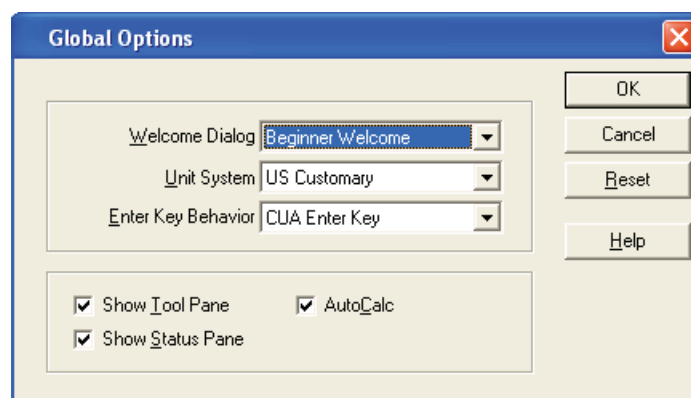 Global Options
OK
Welcome Dialog Beginner Welcome
Cancel
Unit System US Customary
Reset
Enter Key Behavior CUA Enter Key
Help
Show Tool Pane AutoCalc
Show Status Pane